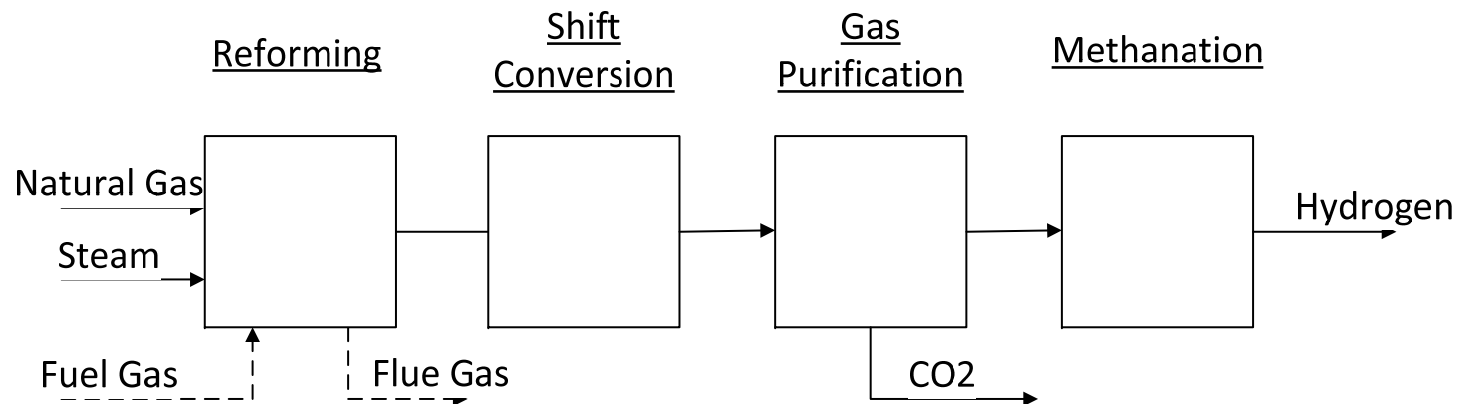 Reforming
Shift
Conversion
Gas
Purification
Methanation
Natural Gas
Steam
Hydrogen
Fuel Gas
Flue Gas
CO2